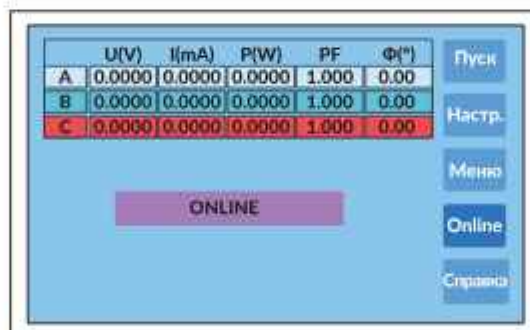 U(V) I(mA) P(W) PF Φ(°)
A 0.0000 0.0000 0.0000 1.000 0.00
B 0.0000 0.0000 0.0000 1.000 0.00
C 0.0000 0.0000 0.0000 1.000 0.00
ONLINE
Пуск
Настр.
Меню
Online
Справка